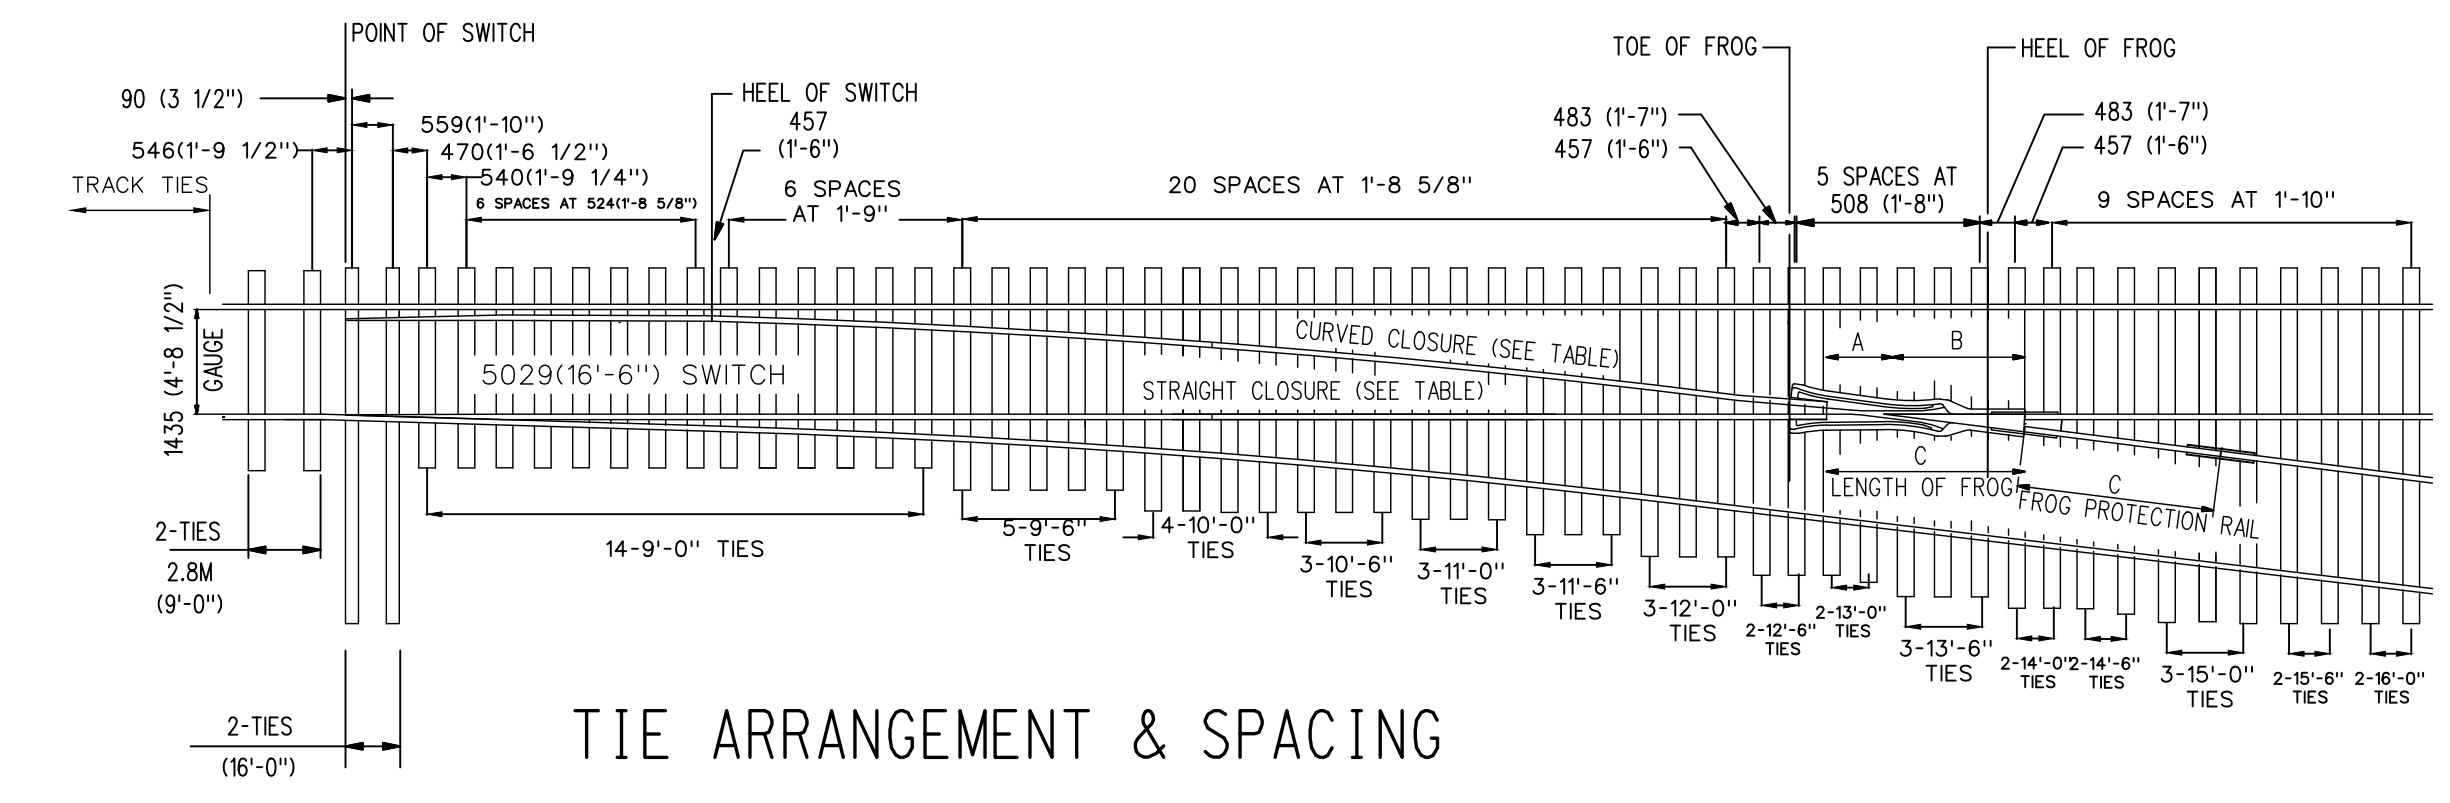 POINT OF SWITCH
TOE OF FROG
HEEL OF FROG
90 (3 1/2")
HEEL OF SWITCH
457
(1'-6")
559(1'-10")
546(1'-9 1/2")
470(1'-6 1/2")
540(1'-9 1/4")
TRACK TIES
6 SPACES AT 524(1'-8 5/8")
6 SPACES
AT 1'-9"
20 SPACES AT 1'-8 5/8"
483 (1'-7")
457 (1'-6")
5 SPACES AT
508 (1'-8")
483 (1'-7")
457 (1'-6")
9 SPACES AT 1'-10"
1435 (4'-8 1/2")
GAUGE
5029(16'-6") SWITCH
CURVED CLOSURE (SEE TABLE)
STRAIGHT CLOSURE (SEE TABLE)
A
B
C
LENGTH OF FROG
C
FROG PROTECTION RAIL
2-TIES
2.8M
(9'-0")
14-9'-0" TIES
5-9'-6"
TIES
4-10'-0"
TIES
3-10'-6"
TIES
3-11'-0"
TIES
3-11'-6"
TIES
3-12'-0"
TIES
2-12'-6"
TIES
2-13'-0"
TIES
3-13'-6"
TIES
2-14'-0"
TIES
2-14'-6"
TIES
3-15'-0"
TIES
2-15'-6"
TIES
2-16'-0"
TIES
2-TIES
(16'-0")
TIE ARRANGEMENT & SPACING